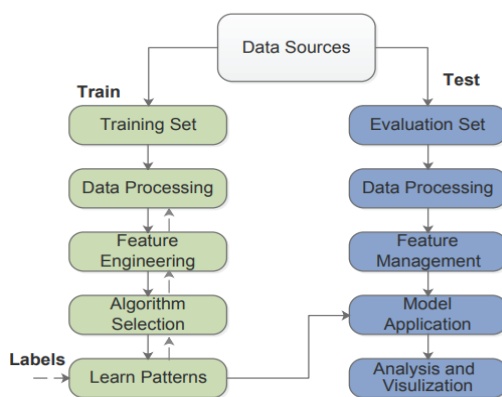 Data Sources
Train
Test
Training Set
Evaluation Set
Data Processing
Data Processing
Feature
Engineering
Feature
Management
Algorithm
Selection
Model
Application
Labels
Learn Patterns
Analysis and
Visulization